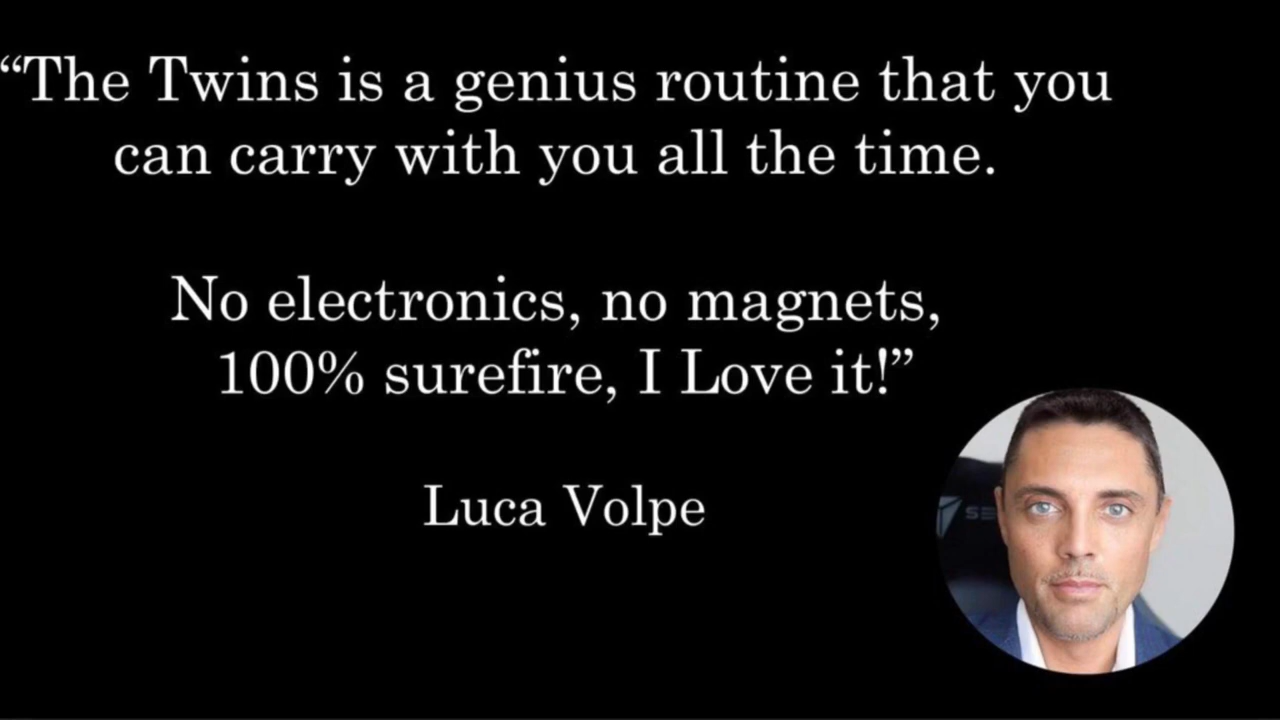 “The Twins is a genius routine that you
can carry with you all the time.
No electronics, no magnets,
100% surefire, I Love it!”
Luca Volpe